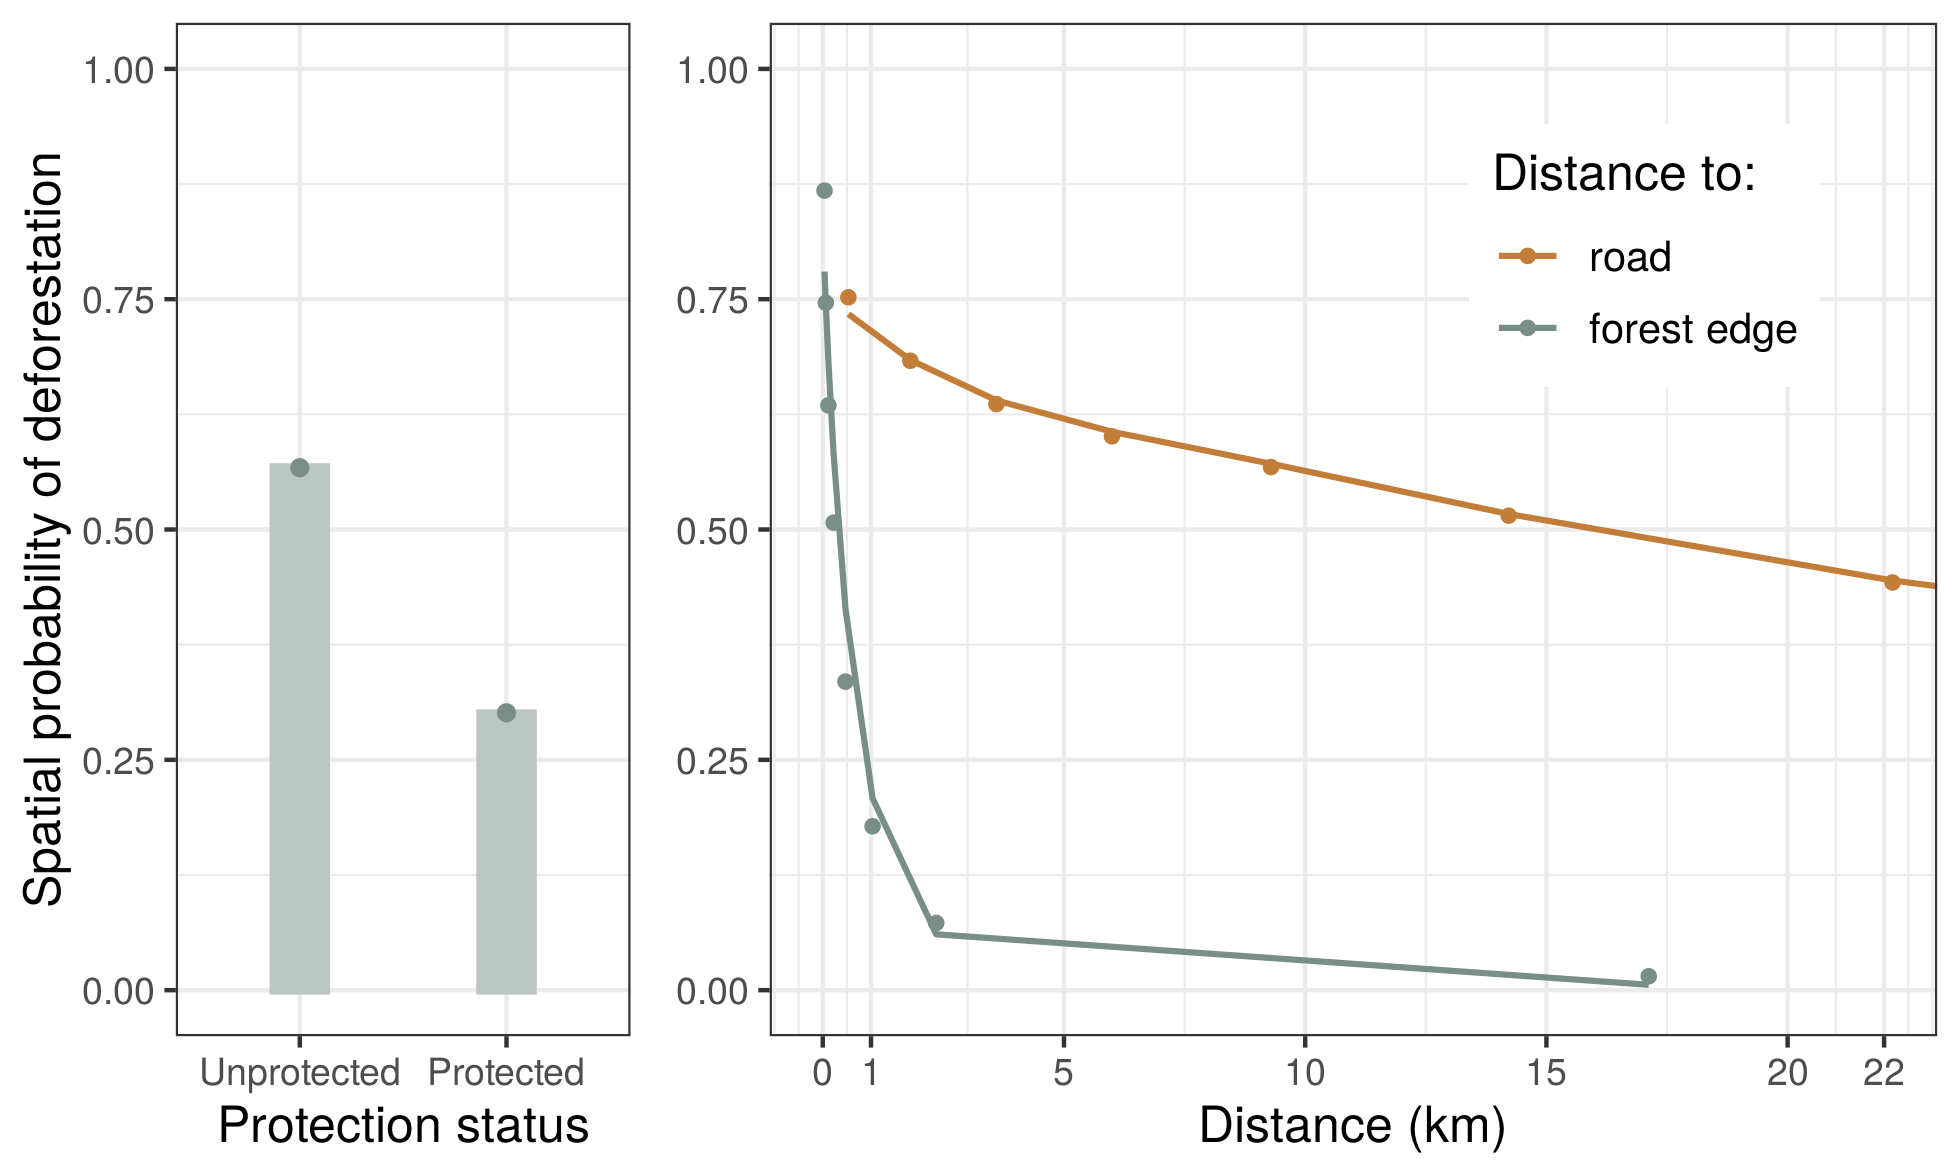 Spatial probability of deforestation
1.00
0.75
0.50
0.25
0.00
Unprotected Protected
Protection status
1.00
0.75
0.50
0.25
0.00
Distance to:
road
forest edge
0 1 5 10 15 20 22
Distance (km)